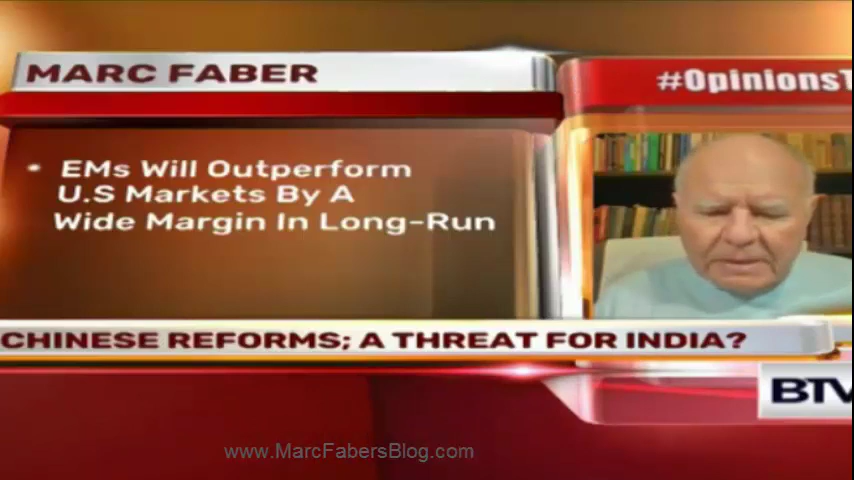 MARC FABER
#Opinions
• EMs Will Outperform
U.S Markets By A
Wide Margin In Long-Run
CHINESE REFORMS; A THREAT FOR INDIA?
BTV
www.MarcFabersBlog.com